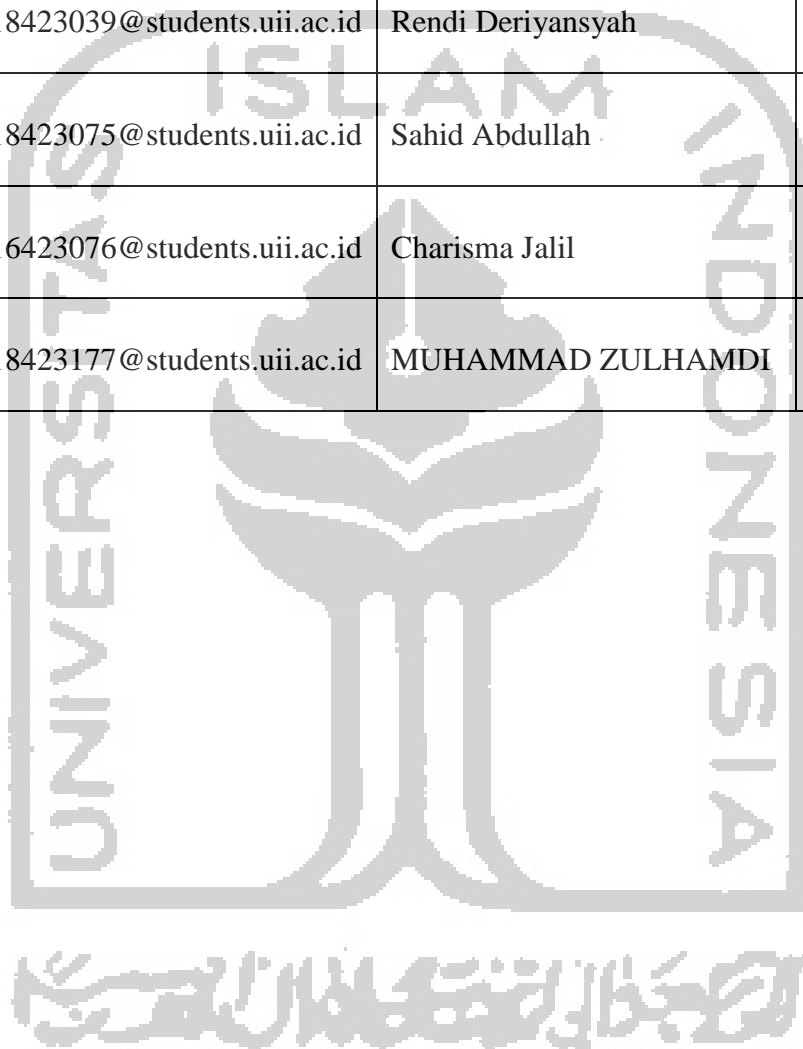 8423039@students.uii.ac.id Rendi Deriyansyah
ISLAM
8423075@students.uii.ac.id Sahid Abdullah
6423076@students.uii.ac.id Charisma Jalil
8423177@students.uii.ac.id MUHAMMAD ZULHAMDI
UNIVERSITAS
INDONESIA